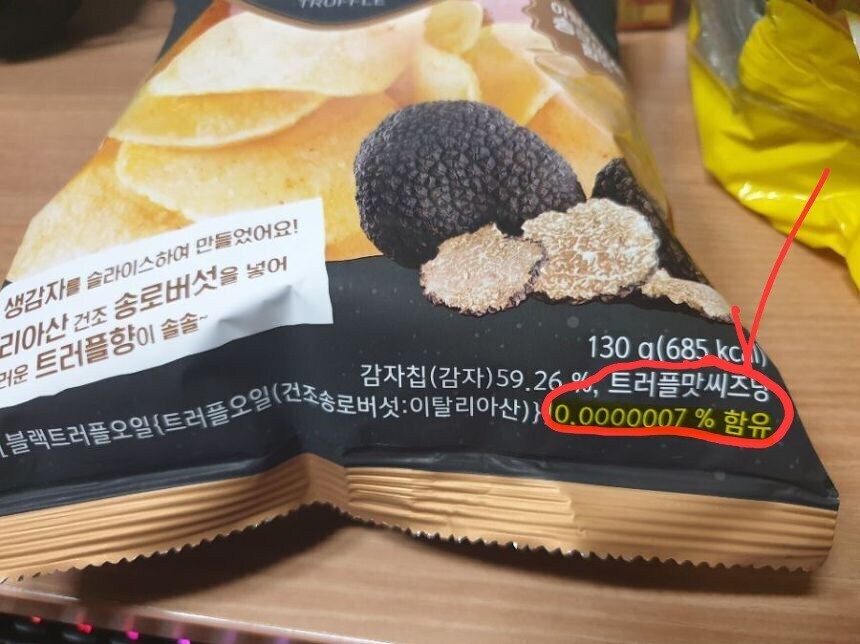 TRUFFLE
생감자를 슬라이스하여 만들었어요!
리아산 건조 송로버섯을 넣어
러운 트러플향이 솔솔~
130 g(685 kcal)
감자칩(감자)59.26 %, 트러플맛씨즈닝
{블랙트러플오일{트러플오일(건조송로버섯:이탈리아산)} 0.0000007 % 함유